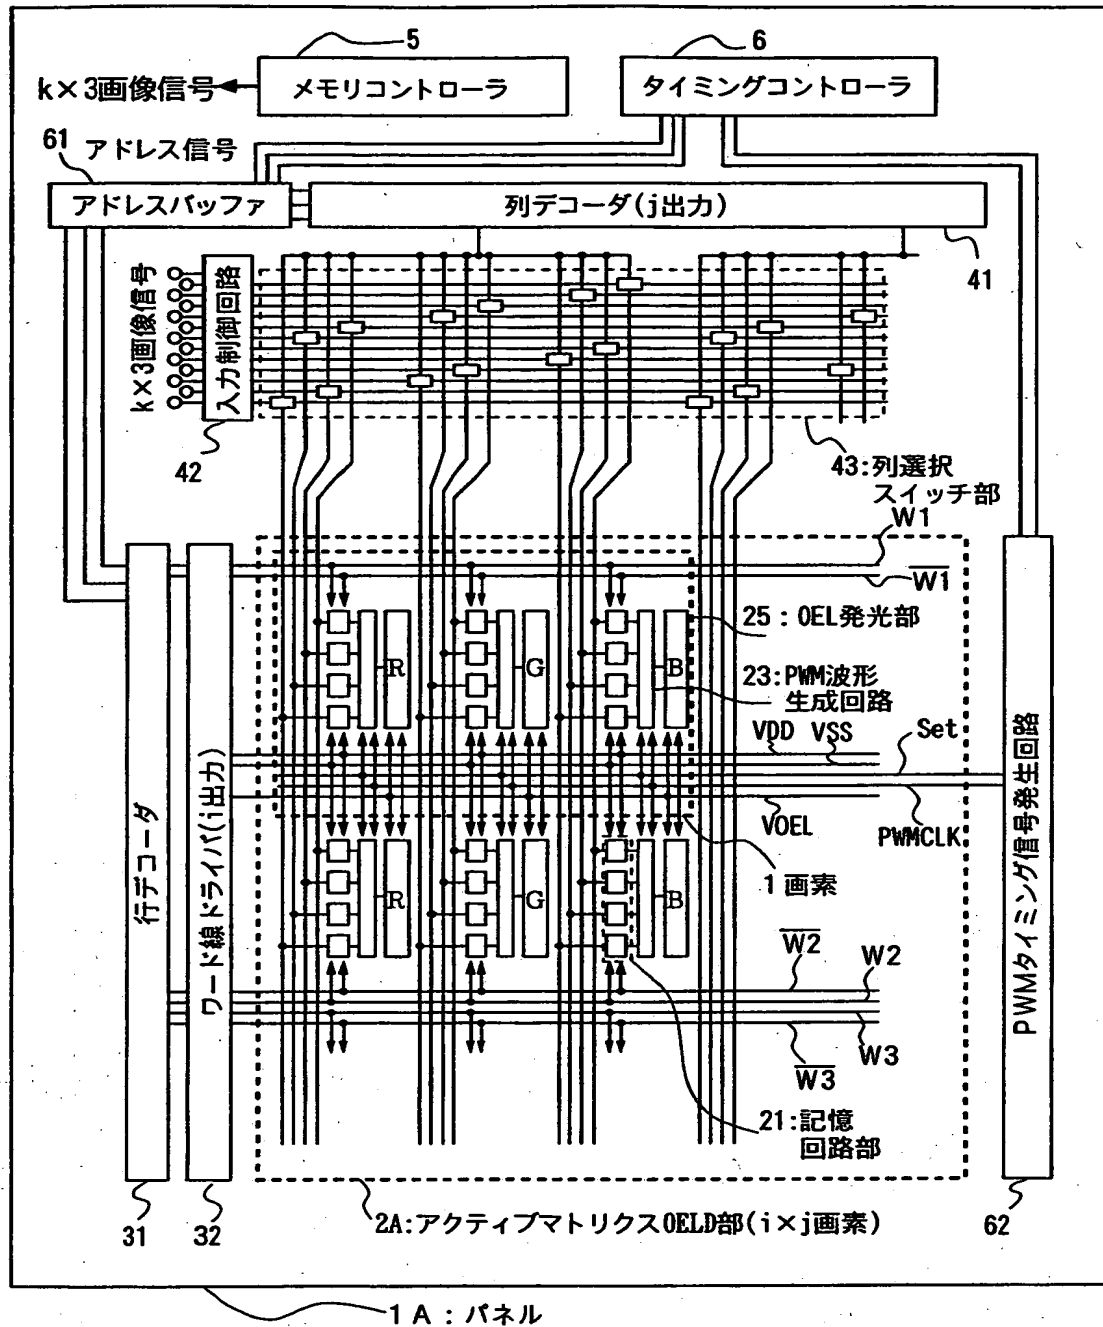 5
6
k×3画像信号
メモリコントローラ
タイミングコントローラ
61
アドレス信号
アドレスバッファ
列デコーダ(j出力)
41
k×3画像信号
入力制御回路
42
43:列選択
スイッチ部
W1
W1
25:OEL発光部
R
G
B
23:PWM波形
生成回路
VDD
VSS
Set
VOEL
PWMCLK
1画素
R
G
B
行デコーダ
ワード線ドライバ(i出力)
PWMタイミング信号発生回路
W2
W2
W3
W3
21:記憶
回路部
31
32
2A:アクティブマトリクスOELD部(i×j画素)
62
1A:パネル